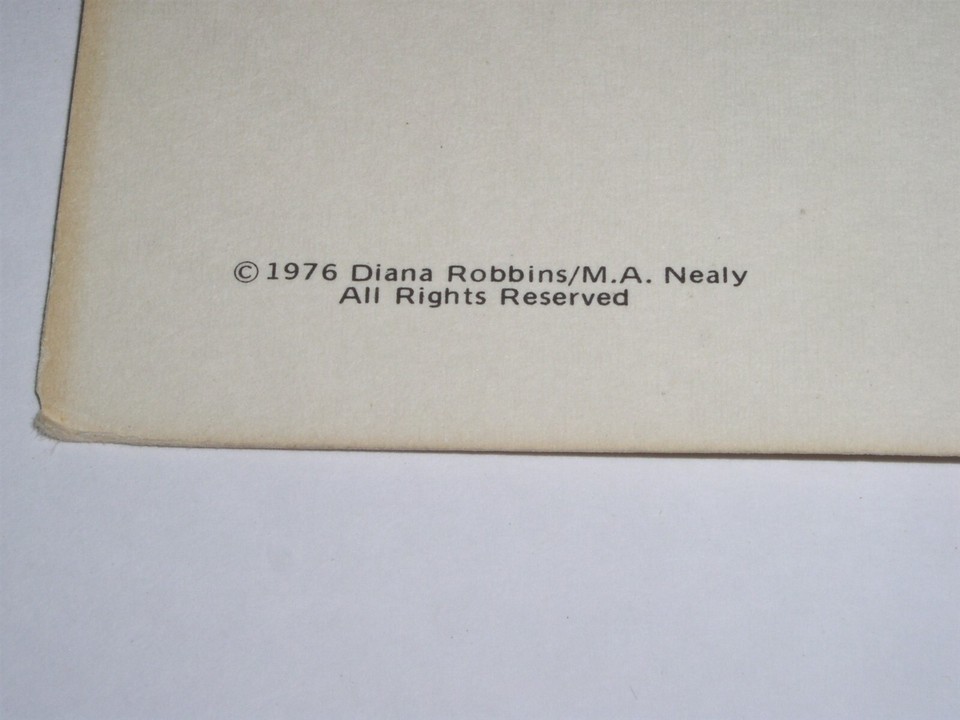 © 1976 Diana Robbins/M.A. Nealy
All Rights Reserved